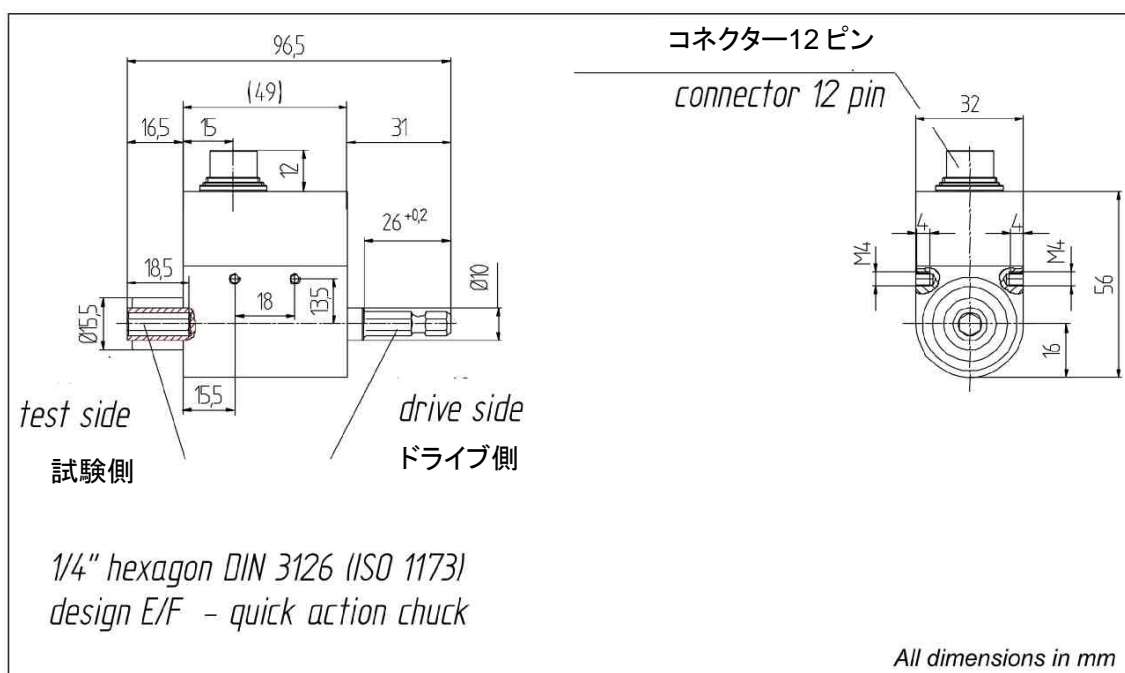 96,5
(49)
16,5
15
31
12
26 +0,2
18,5
18
13,5
Ø10
Ø15,5
15,5
test side
試験側
drive side
ドライブ側
1/4" hexagon DIN 3126 (ISO 1173)
design E/F - quick action chuck
コネクター12ピン
connector 12 pin
32
4
4
M4
M4
56
16
All dimensions in mm